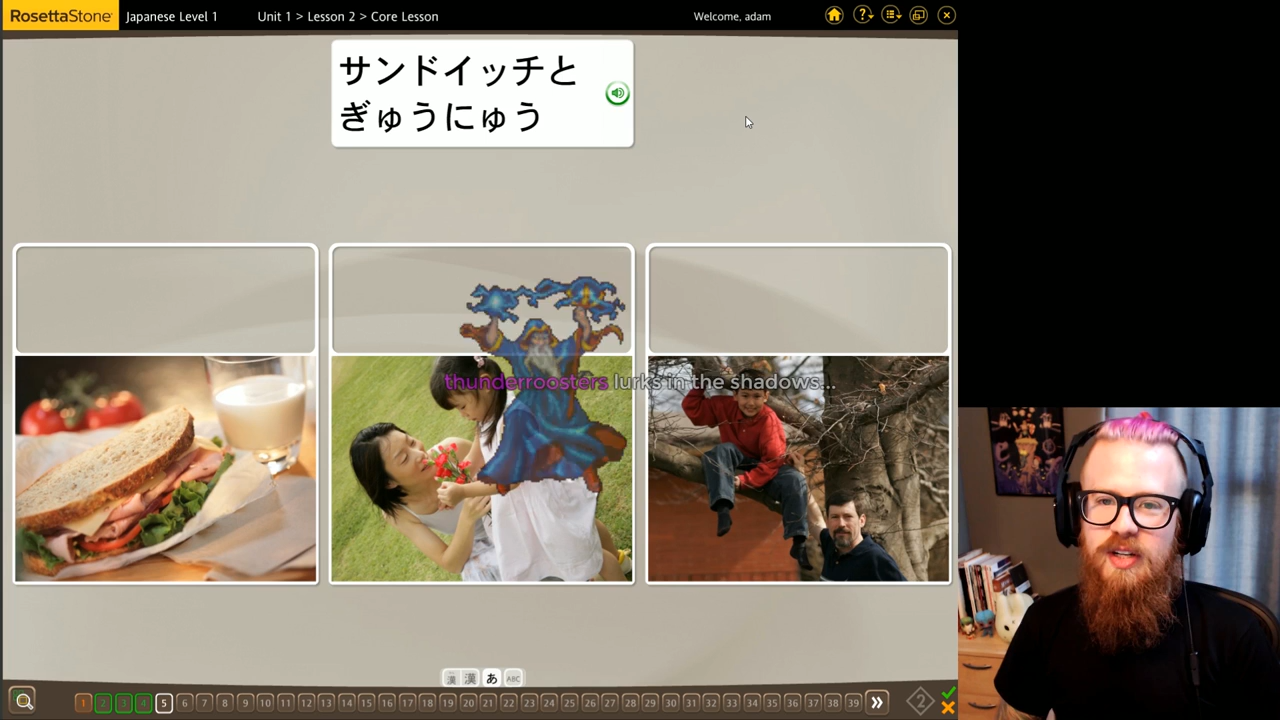 RosettaStone
Japanese Level 1
Unit 1 > Lesson 2 > Core Lesson
Welcome, adam
サンドイッチと
ぎゅうにゅう
thunderroosters lurks in the shadows...
漢 あ ABC
1 2 3 4 5 6 7 8 9 10 11 12 13 14 15 16 17 18 19 20 21 22 23 24 25 26 27 28 29 30 31 32 33 34 35 36 37 38 39
2